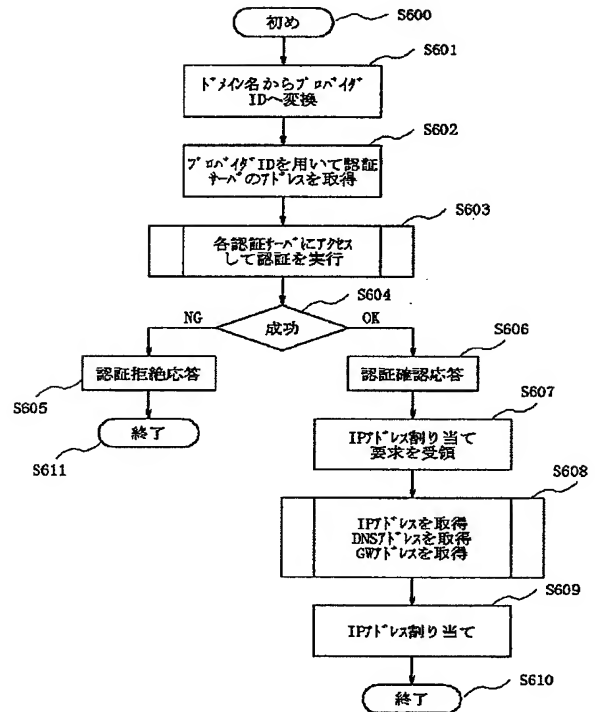 初め
S600
S601
ドメイン名からプロバイダ
IDへ変換
S602
プロバイダIDを用いて認証
サーバのアドレスを取得
S603
各認証サーバにアクセス
して認証を実行
S604
NG
成功
OK
S606
認証拒絶応答
認証確認応答
S605
S607
終了
IPアドレス割り当て
要求を受領
S611
S608
IPアドレスを取得
DNSアドレスを取得
GWアドレスを取得
S609
IPアドレス割り当て
S610
終了